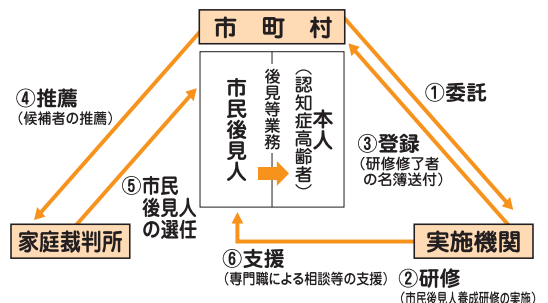 市町村
④推薦
(候補者の推薦)
①委託
市民後見人
後見等業務
本人
(認知症高齢者)
③登録
(研修修了者
の名簿送付)
⑤市民
後見人
の選任
家庭裁判所
実施機関
⑥支援
(専門職による相談等の支援)
②研修
(市民後見人養成研修の実施)